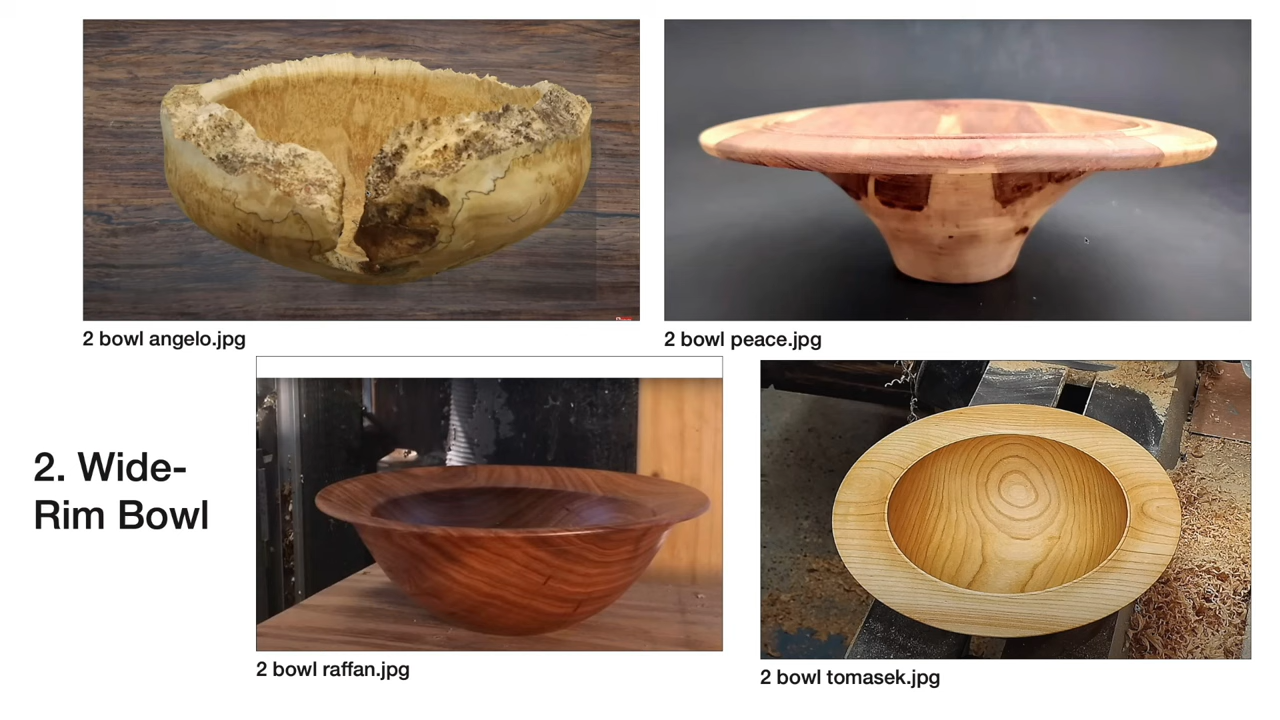 2 bowl angelo.jpg
2 bowl peace.jpg
2. Wide-
Rim Bowl
2 bowl raffan.jpg
2 bowl tomasek.jpg